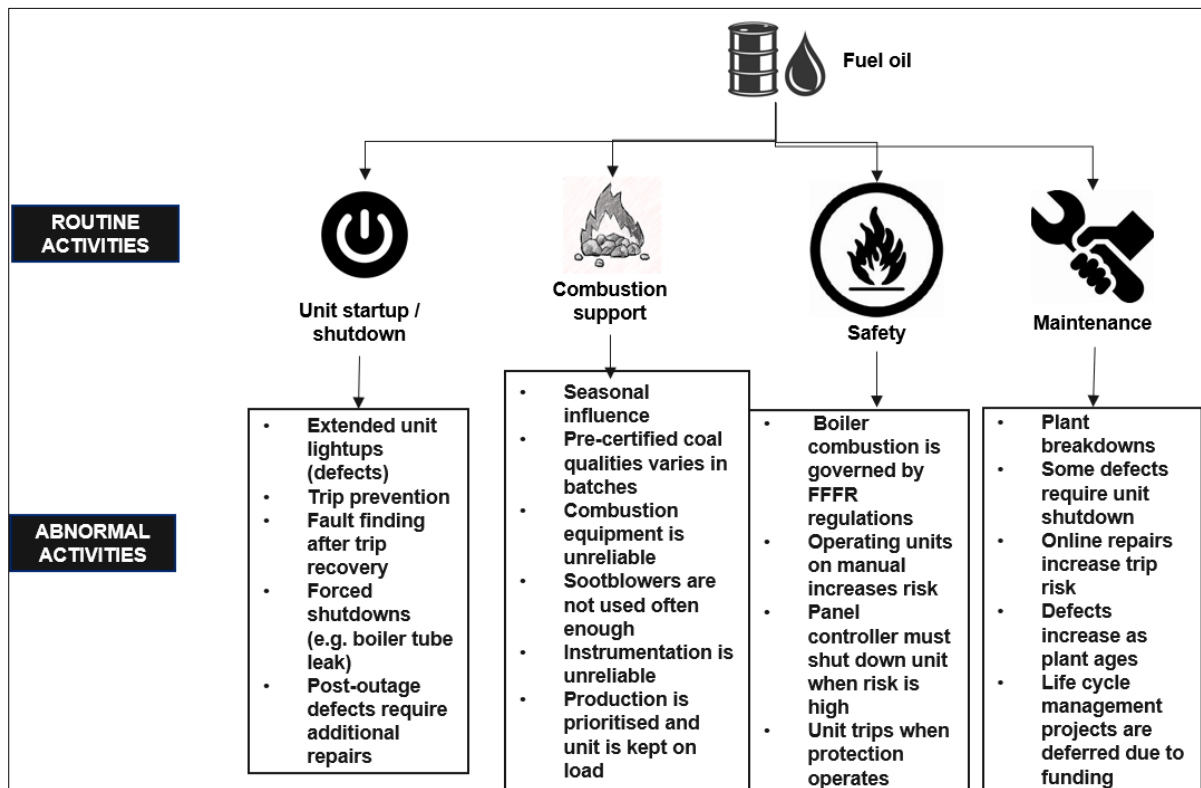 Fuel oil
ROUTINE
ACTIVITIES
Unit startup /
shutdown
Combustion
support
Safety
Maintenance
ABNORMAL
ACTIVITIES
• Extended unit
lightups
(defects)
• Trip prevention
• Fault finding
after trip
recovery
• Forced
shutdowns
(e.g. boiler tube
leak)
• Post-outage
defects require
additional
repairs
• Seasonal
influence
• Pre-certified coal
qualities varies in
batches
• Combustion
equipment is
unreliable
• Sootblowers are
not used often
enough
• Instrumentation is
unreliable
• Production is
prioritised and
unit is kept on
load
• Boiler
combustion is
governed by
FFFR
regulations
• Operating units
on manual
increases risk
• Panel
controller must
shut down unit
when risk is
high
• Unit trips when
protection
operates
• Plant
breakdowns
• Some defects
require unit
shutdown
• Online repairs
increase trip
risk
• Defects
increase as
plant ages
• Life cycle
management
projects are
deferred due to
funding